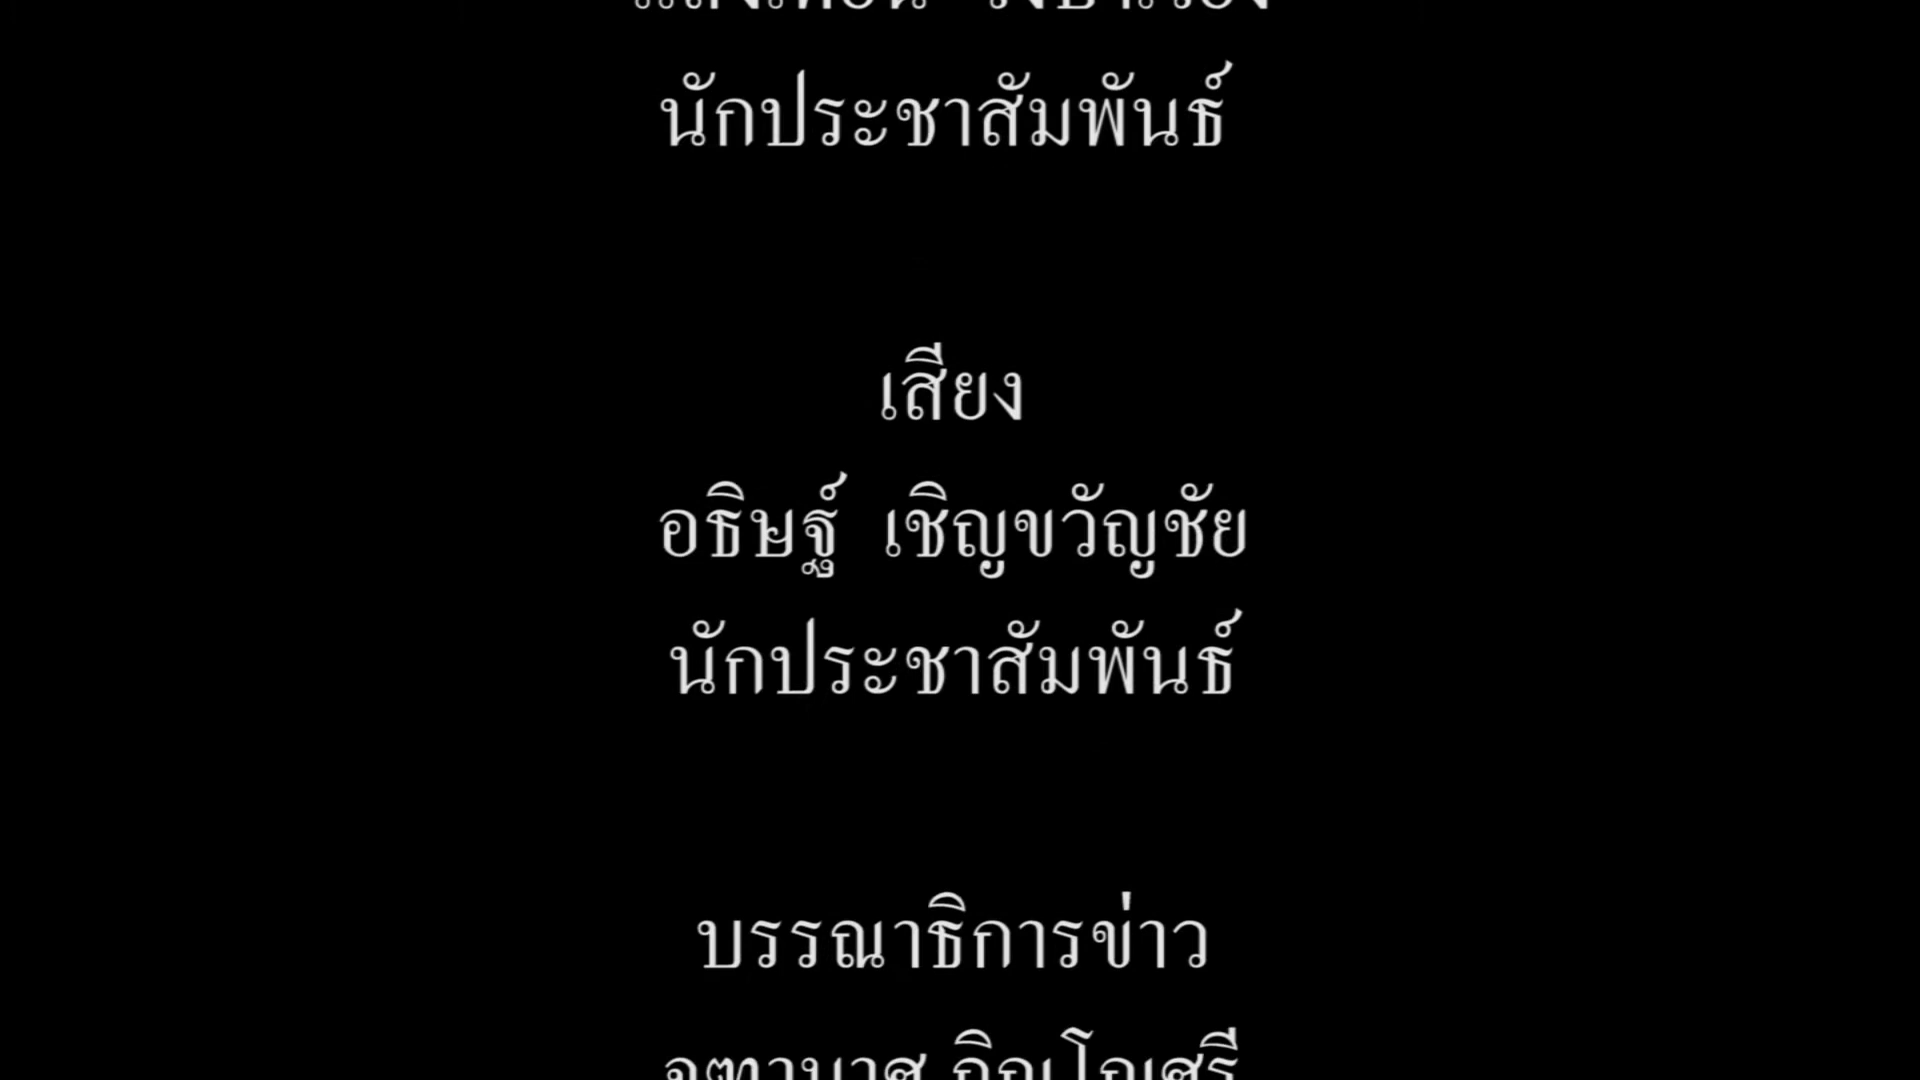 นักประชาสัมพันธ์
เสียง
อธิษฐ์ เชิญขวัญชัย
นักประชาสัมพันธ์
บรรณาธิการข่าว